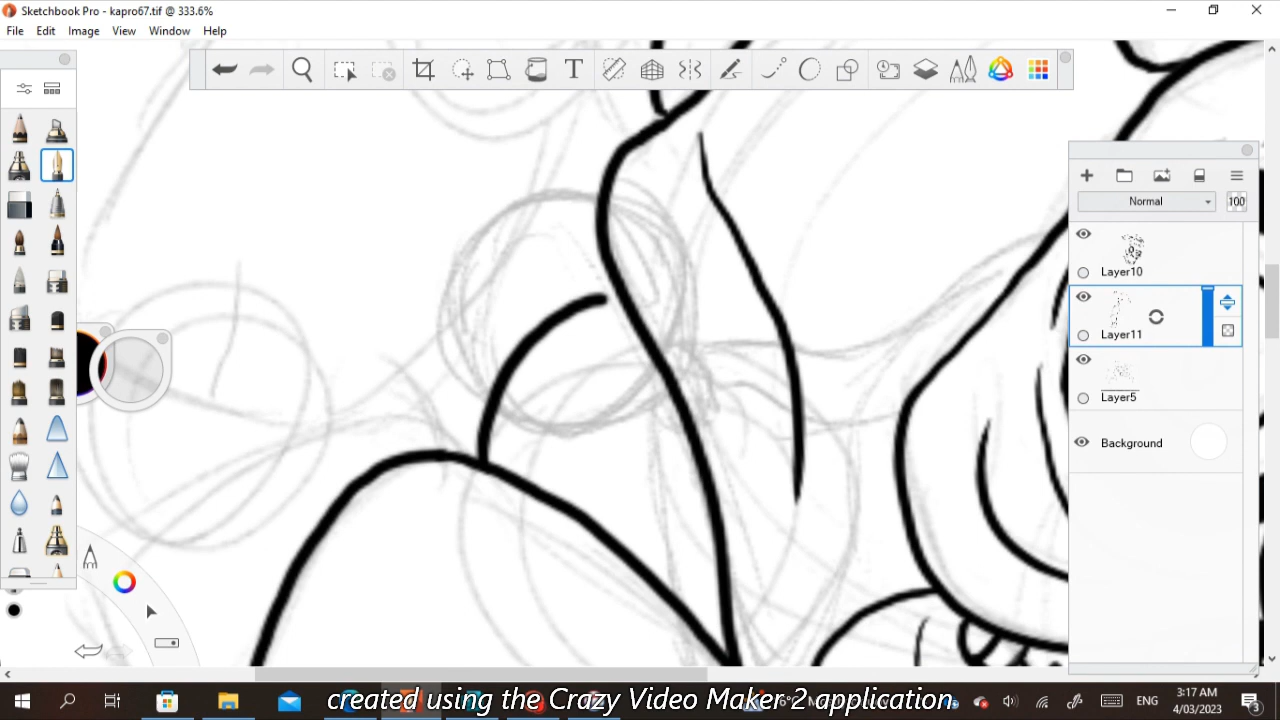 Sketchbook Pro - kapro67.tif @ 333.6%
File Edit Image View Window Help
T
Normal
100
Layer10
Layer11
Layer5
Background
ENG
3:17 AM
4/03/2023
3
created using the Crazy Video Maker 2 application